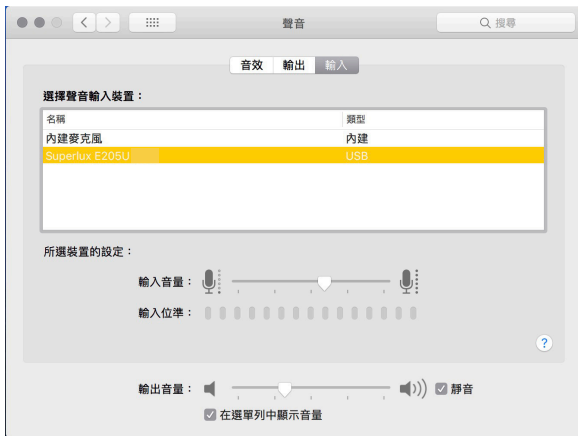 聲音
搜尋
音效 輸出 輸入
選擇聲音輸入裝置：
名稱 類型
內建麥克風 內建
Superlux E205U USB
所選裝置的設定：
輸入音量：
輸入位準：
?
輸出音量： 靜音
在選單列中顯示音量